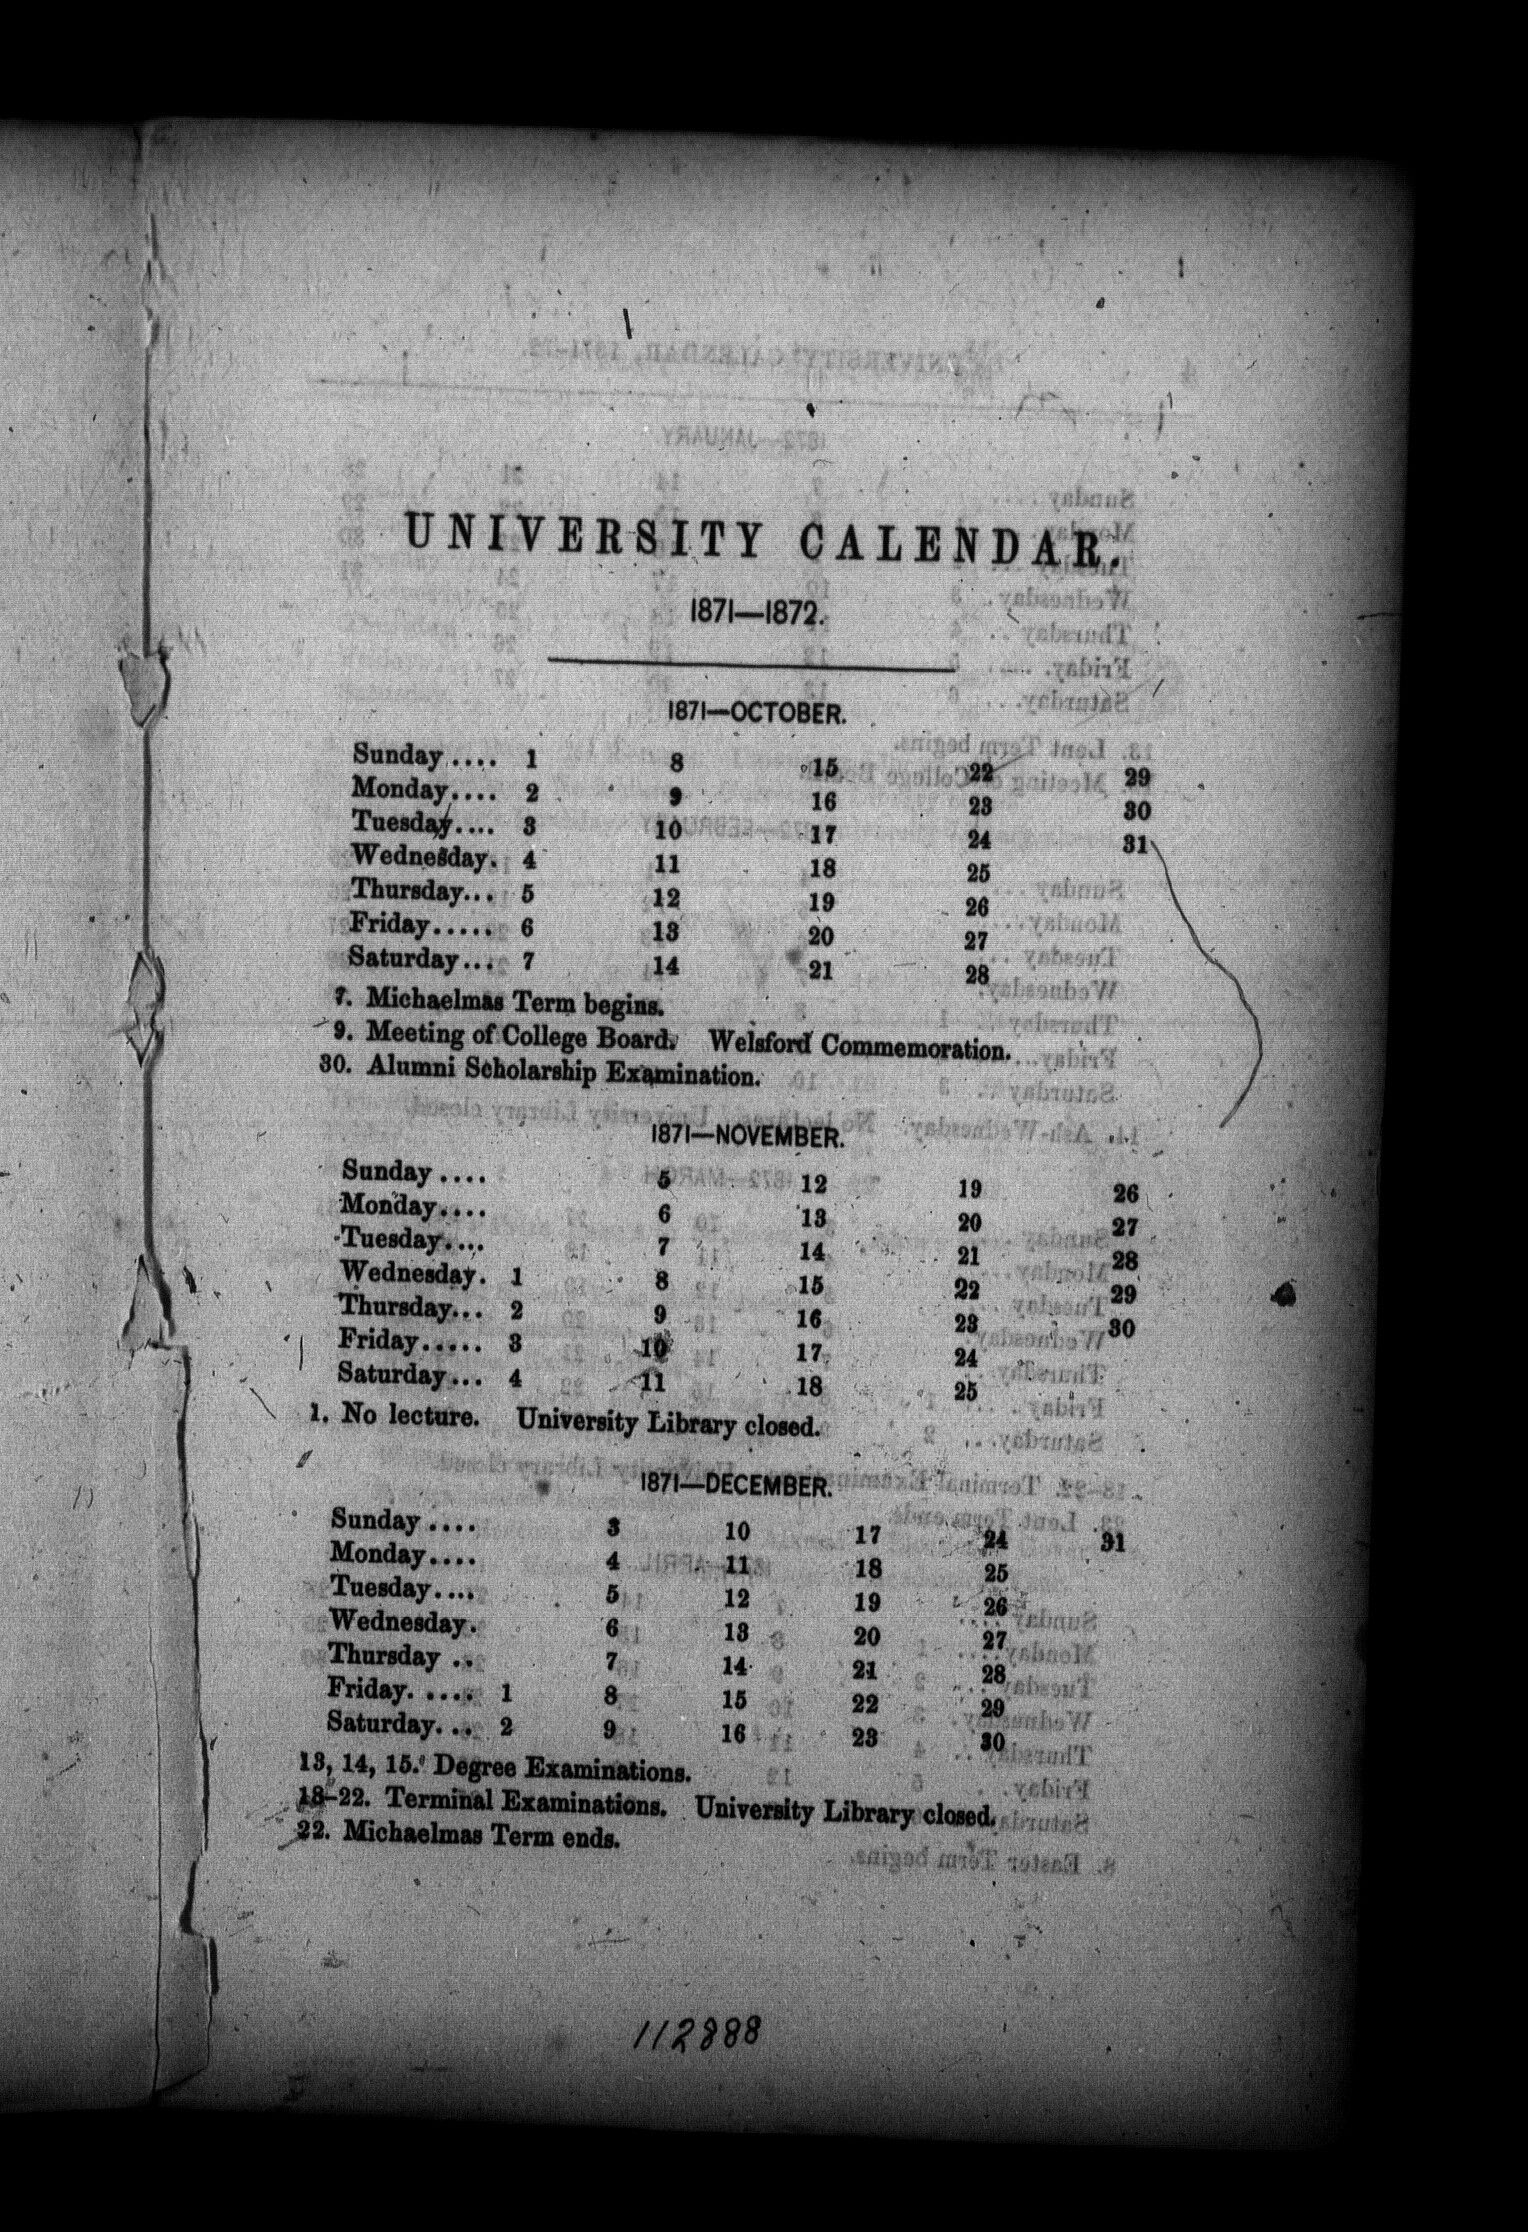 UNIVERSITY CALENDAR.
1871—1872.
1871—OCTOBER.
Sunday .... 1 8 15 22 29
Monday.... 2 9 16 23 30
Tuesday.... 3 10 17 24 31
Wednesday. 4 11 18 25
Thursday... 5 12 19 26
Friday..... 6 13 20 27
Saturday... 7 14 21 28
7. Michaelmas Term begins.
9. Meeting of College Board. Welsford Commemoration.
30. Alumni Scholarship Examination.
1871—NOVEMBER.
Sunday .... 5 12 19 26
Monday.... 6 13 20 27
Tuesday.... 7 14 21 28
Wednesday. 1 8 15 22 29
Thursday... 2 9 16 23 30
Friday..... 3 10 17 24
Saturday... 4 11 18 25
1. No lecture. University Library closed.
1871—DECEMBER.
Sunday .... 3 10 17 24 31
Monday.... 4 11 18 25
Tuesday.... 5 12 19 26
Wednesday. 6 13 20 27
Thursday .. 7 14 21 28
Friday. .... 1 8 15 22 29
Saturday. .. 2 9 16 23 30
13, 14, 15. Degree Examinations.
18-22. Terminal Examinations. University Library closed.
22. Michaelmas Term ends.
112888